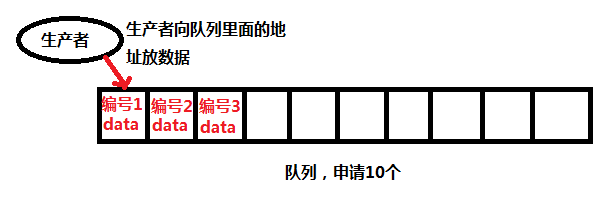 生产者
生产者向队列里面的地
址放数据
编号1
data
编号2
data
编号3
data
队列，申请10个